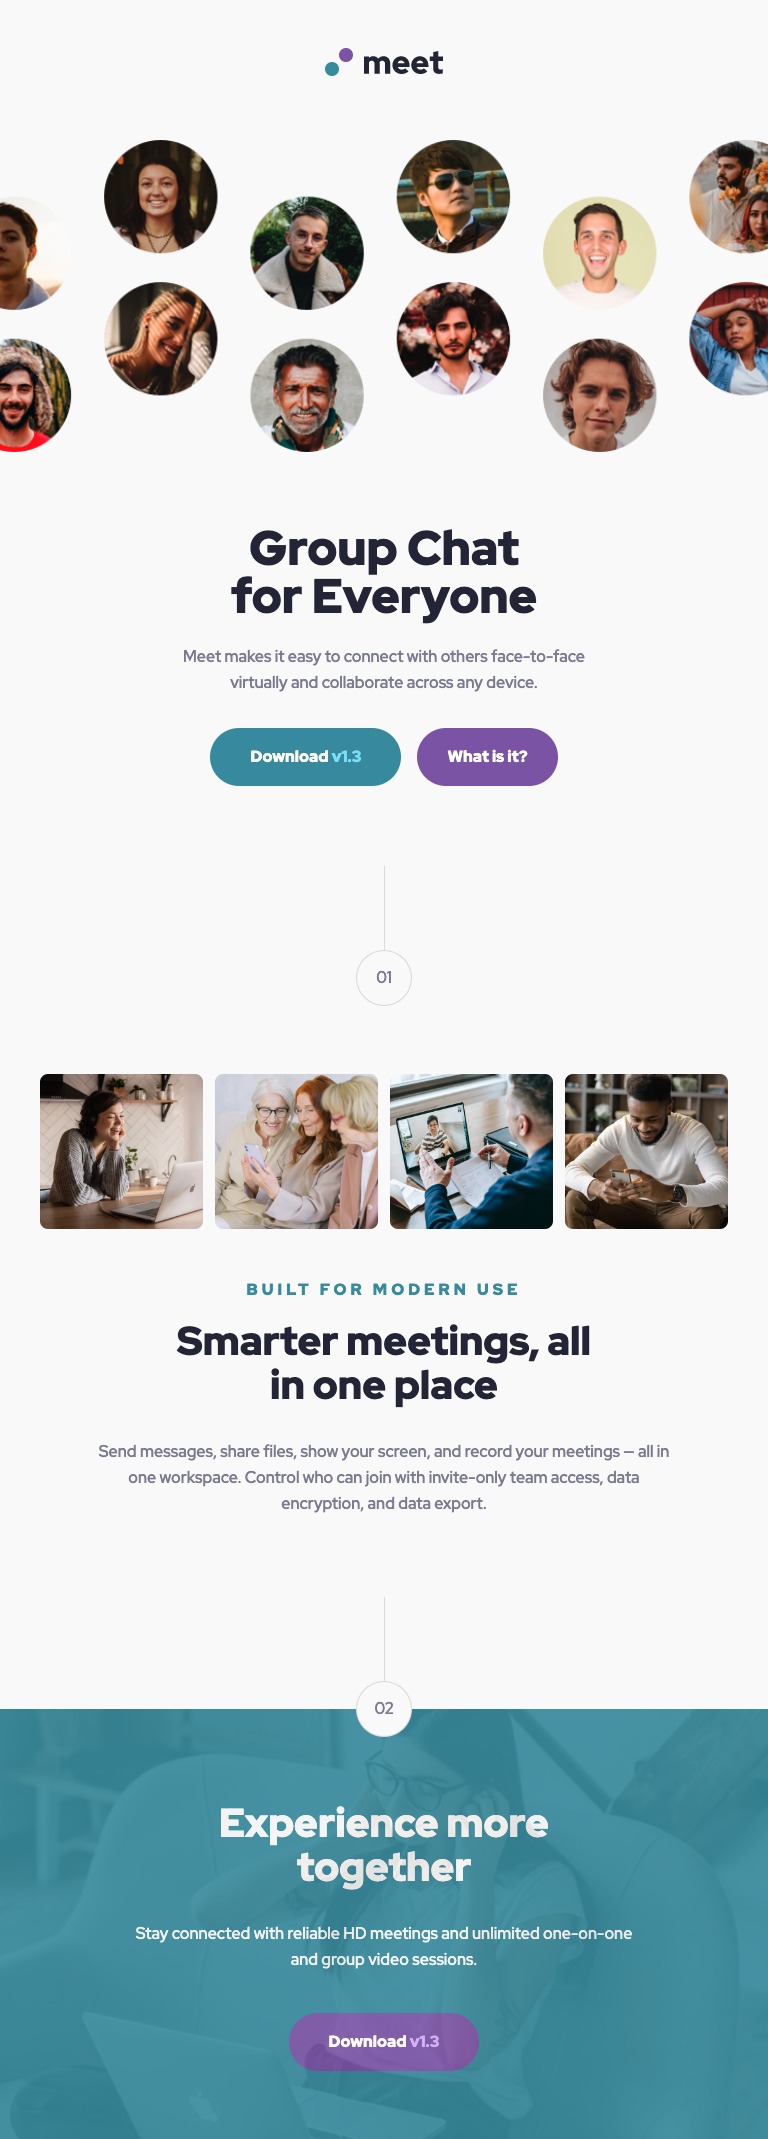 meet
Group Chat
for Everyone
Meet makes it easy to connect with others face-to-face
virtually and collaborate across any device.
Download v1.3
What is it?
01
BUILT FOR MODERN USE
Smarter meetings, all
in one place
Send messages, share files, show your screen, and record your meetings — all in
one workspace. Control who can join with invite-only team access, data
encryption, and data export.
02
Experience more
together
Stay connected with reliable HD meetings and unlimited one-on-one
and group video sessions.
Download v1.3